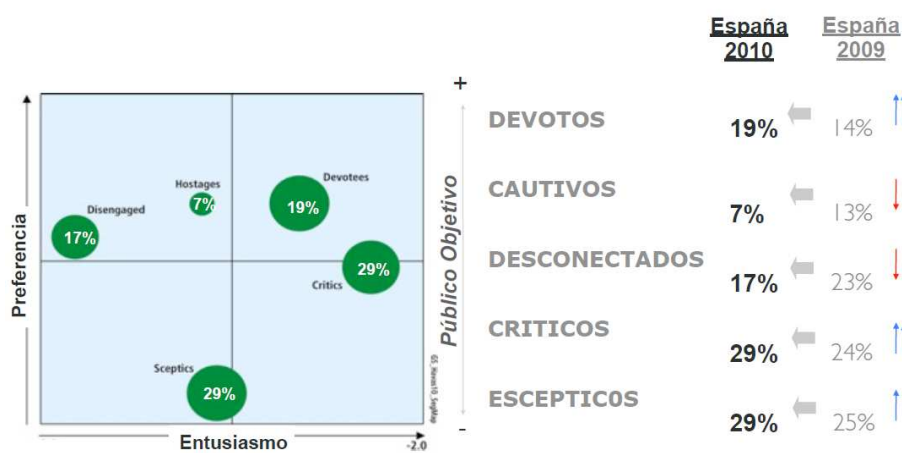 España España
2010 2009
+
DEVOTOS 19% 14%
CAUTIVOS 7% 13%
DESCONECTADOS 17% 23%
CRITICOS 29% 24%
ESCEPTIC0S 29% 25%
-
Público Objetivo
Preferencia
Hostages
7%
Devotees
19%
Disengaged
17%
29%
Critics
Sceptics
29%
Entusiasmo
-2.0